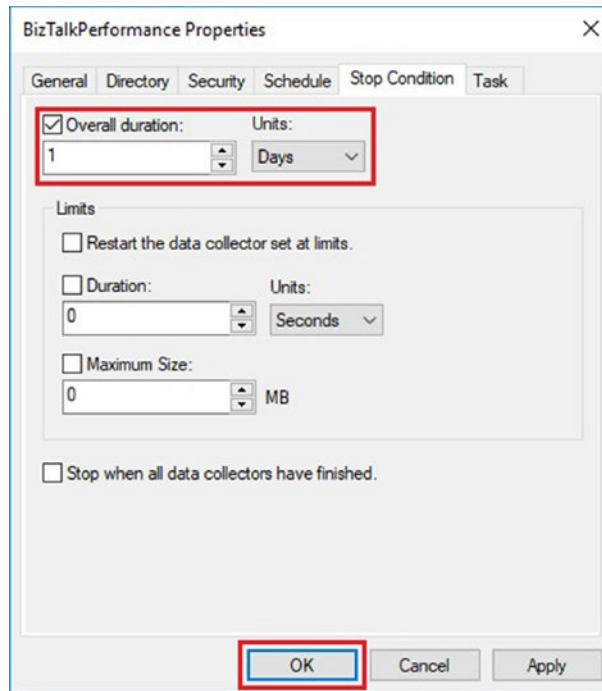 BizTalkPerformance Properties
General Directory Security Schedule Stop Condition Task
Overall duration: Units:
1 Days
Limits
Restart the data collector set at limits.
Duration: Units:
0 Seconds
Maximum Size:
0 MB
Stop when all data collectors have finished.
OK Cancel Apply